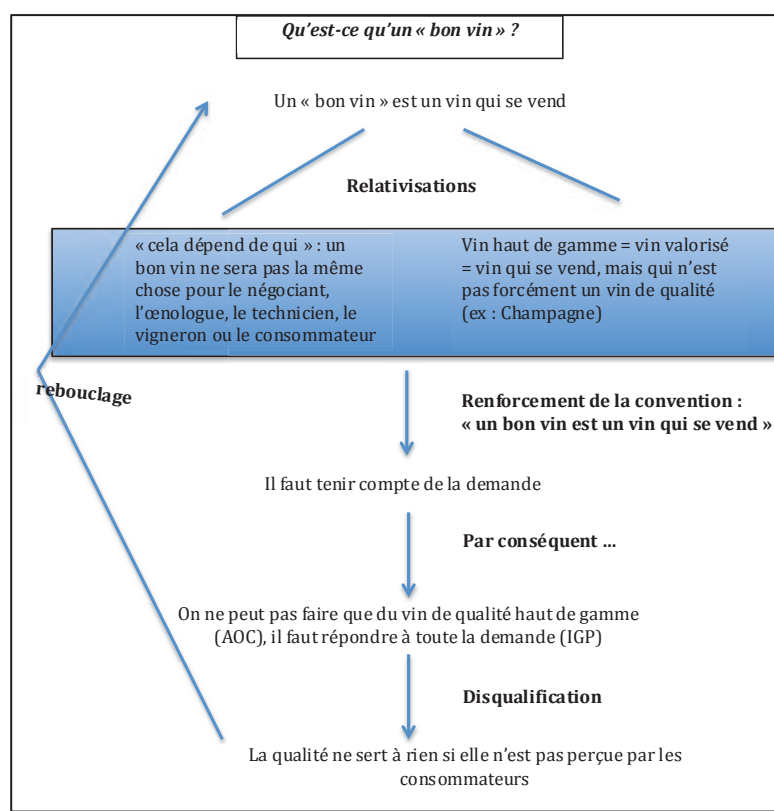 Qu’est-ce qu’un « bon vin » ?
Un « bon vin » est un vin qui se vend
Relativisations
« cela dépend de qui » : un
bon vin ne sera pas la même
chose pour le négociant,
l’œnologue, le technicien, le
vigneron ou le consommateur
Vin haut de gamme = vin valorisé
= vin qui se vend, mais qui n’est
pas forcément un vin de qualité
(ex : Champagne)
rebouclage
Renforcement de la convention :
« un bon vin est un vin qui se vend »
Il faut tenir compte de la demande
Par conséquent …
On ne peut pas faire que du vin de qualité haut de gamme
(AOC), il faut répondre à toute la demande (IGP)
Disqualification
La qualité ne sert à rien si elle n’est pas perçue par les
consommateurs